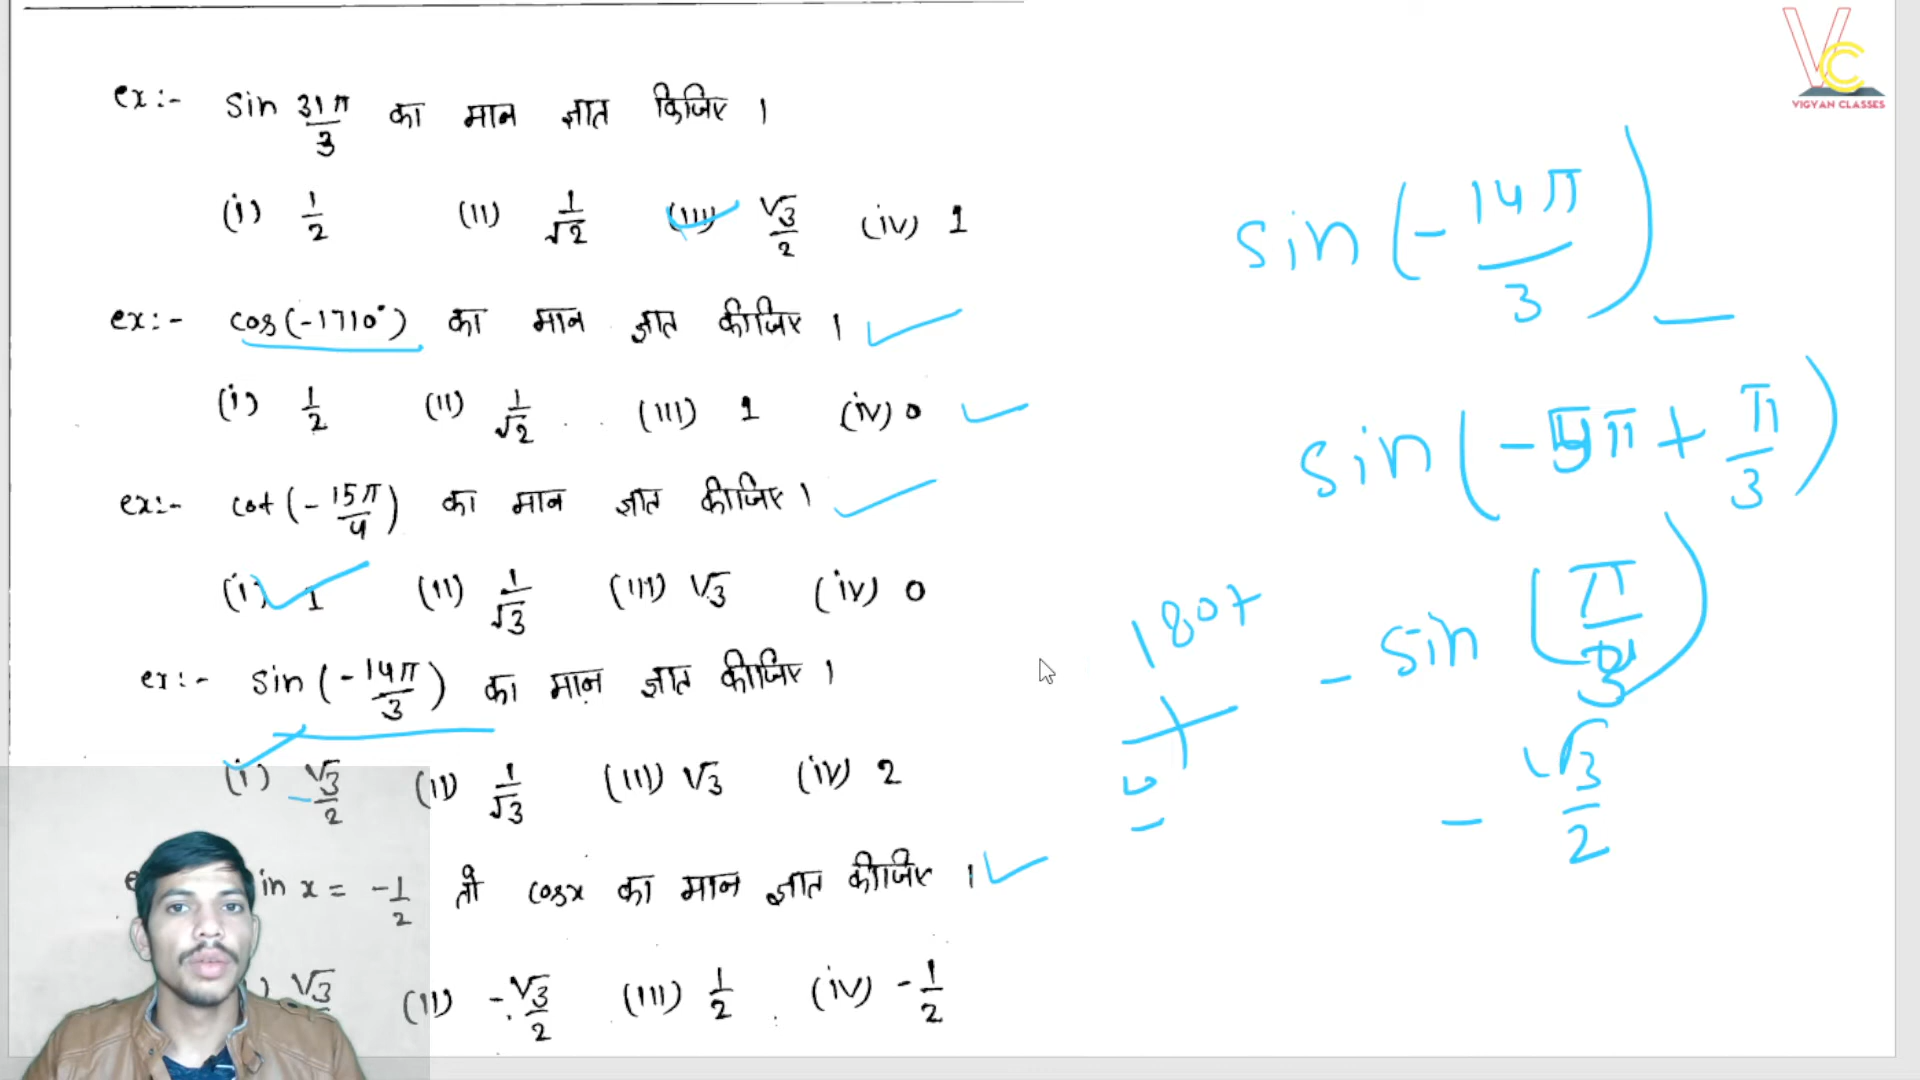 VIGYAN CLASSES
ex:- sin 31π/3 का मान ज्ञात किजिए ।
(i) 1/2 (ii) 1/√2 (iii) √3/2 (iv) 1
ex:- cos(-1710°) का मान ज्ञात कीजिए ।
(i) 1/2 (ii) 1/√2 (iii) 1 (iv) 0
ex:- cot(-15π/4) का मान ज्ञात कीजिए ।
(i) 1 (ii) 1/√3 (iii) √3 (iv) 0
ex:- sin(-14π/3) का मान ज्ञात कीजिए ।
(i) -√3/2 (ii) 1/√3 (iii) √3 (iv) 2
in x = -1/2 तो cosx का मान ज्ञात कीजिए ।
√3 (ii) -√3/2 (iii) 1/2 (iv) -1/2
sin(-14π/3)
sin(-5π+π/3)
180+
-sin(π/3)
-√3/2